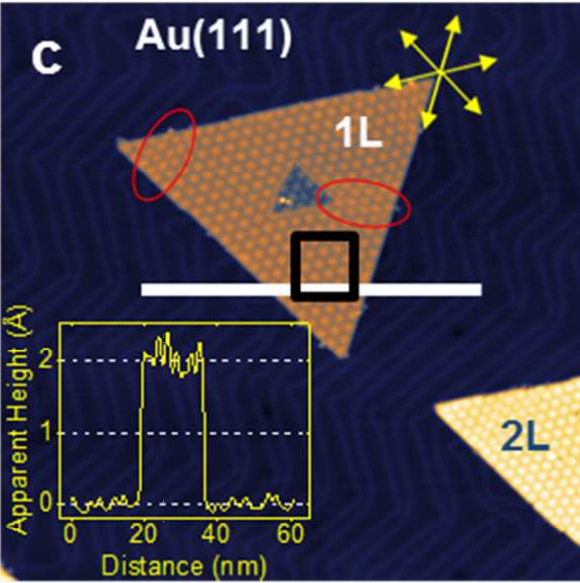 C
Au(111)
1L
2L
Apparent Height (Å)
2
1
0
0 20 40 60
Distance (nm)